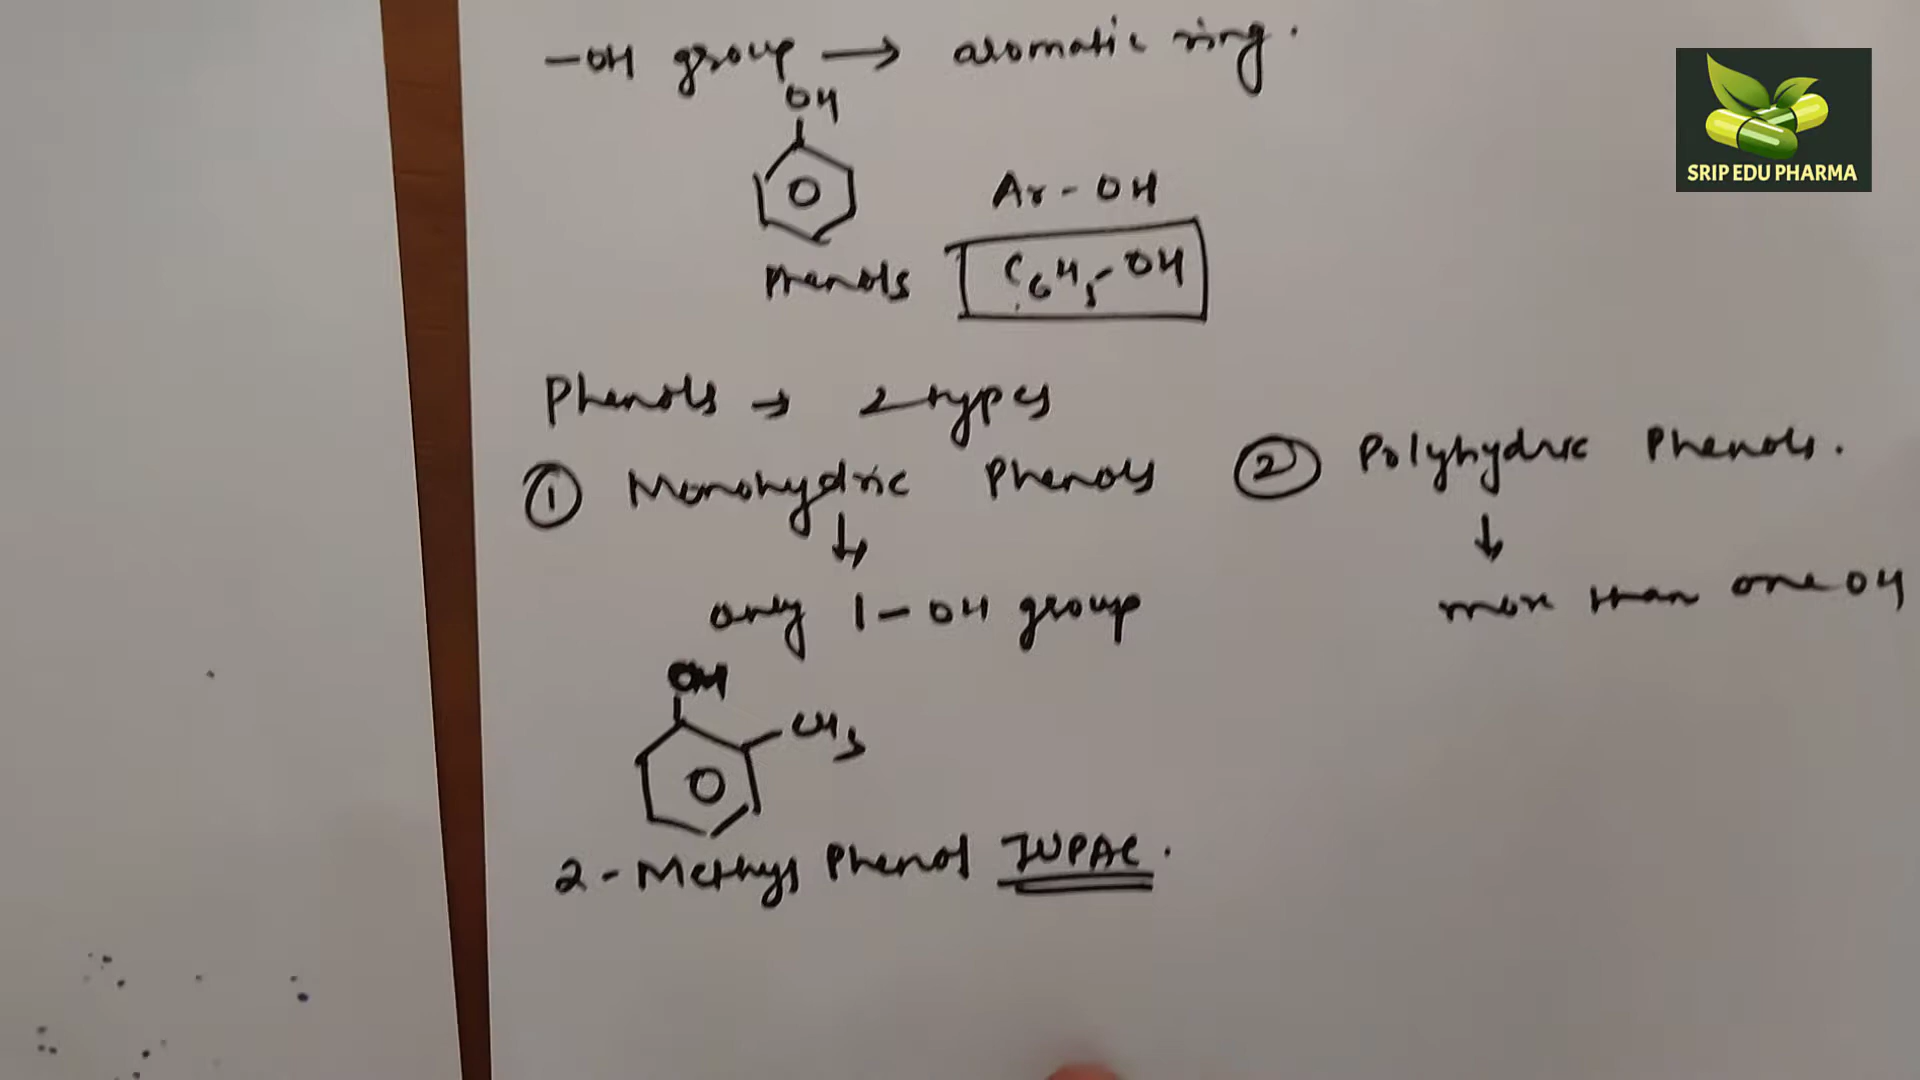 -OH group → aromatic ring.
OH
Ar - OH
Phenols
C6H5-OH
Phenols → 2 types
① Monohydric Phenols
② Polyhydric Phenols.
↓
only 1 - OH group
↓
more than one OH
OH
CH3
2 - Methyl Phenol IUPAC.
SRIP EDU PHARMA